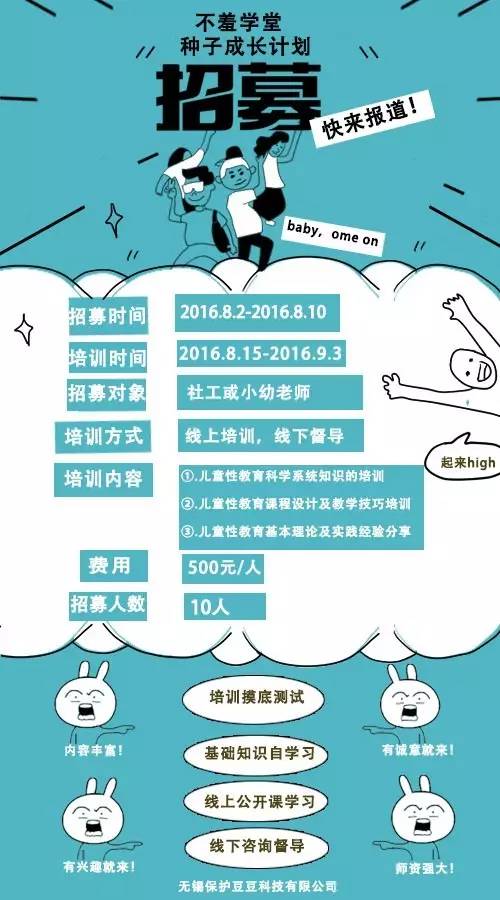 不羞学堂
种子成长计划
招募
快来报道！
baby，ome on
招募时间 2016.8.2-2016.8.10
培训时间 2016.8.15-2016.9.3
招募对象 社工或小幼老师
培训方式 线上培训，线下督导
起来high
培训内容 ①.儿童性教育科学系统知识的培训
②.儿童性教育课程设计及教学技巧培训
③.儿童性教育基本理论及实践经验分享
费用 500元/人
招募人数 10人
培训摸底测试
内容丰富！
有诚意就来！
基础知识自学习
线上公开课学习
线下咨询督导
有兴趣就来！
师资强大！
无锡保护豆豆科技有限公司